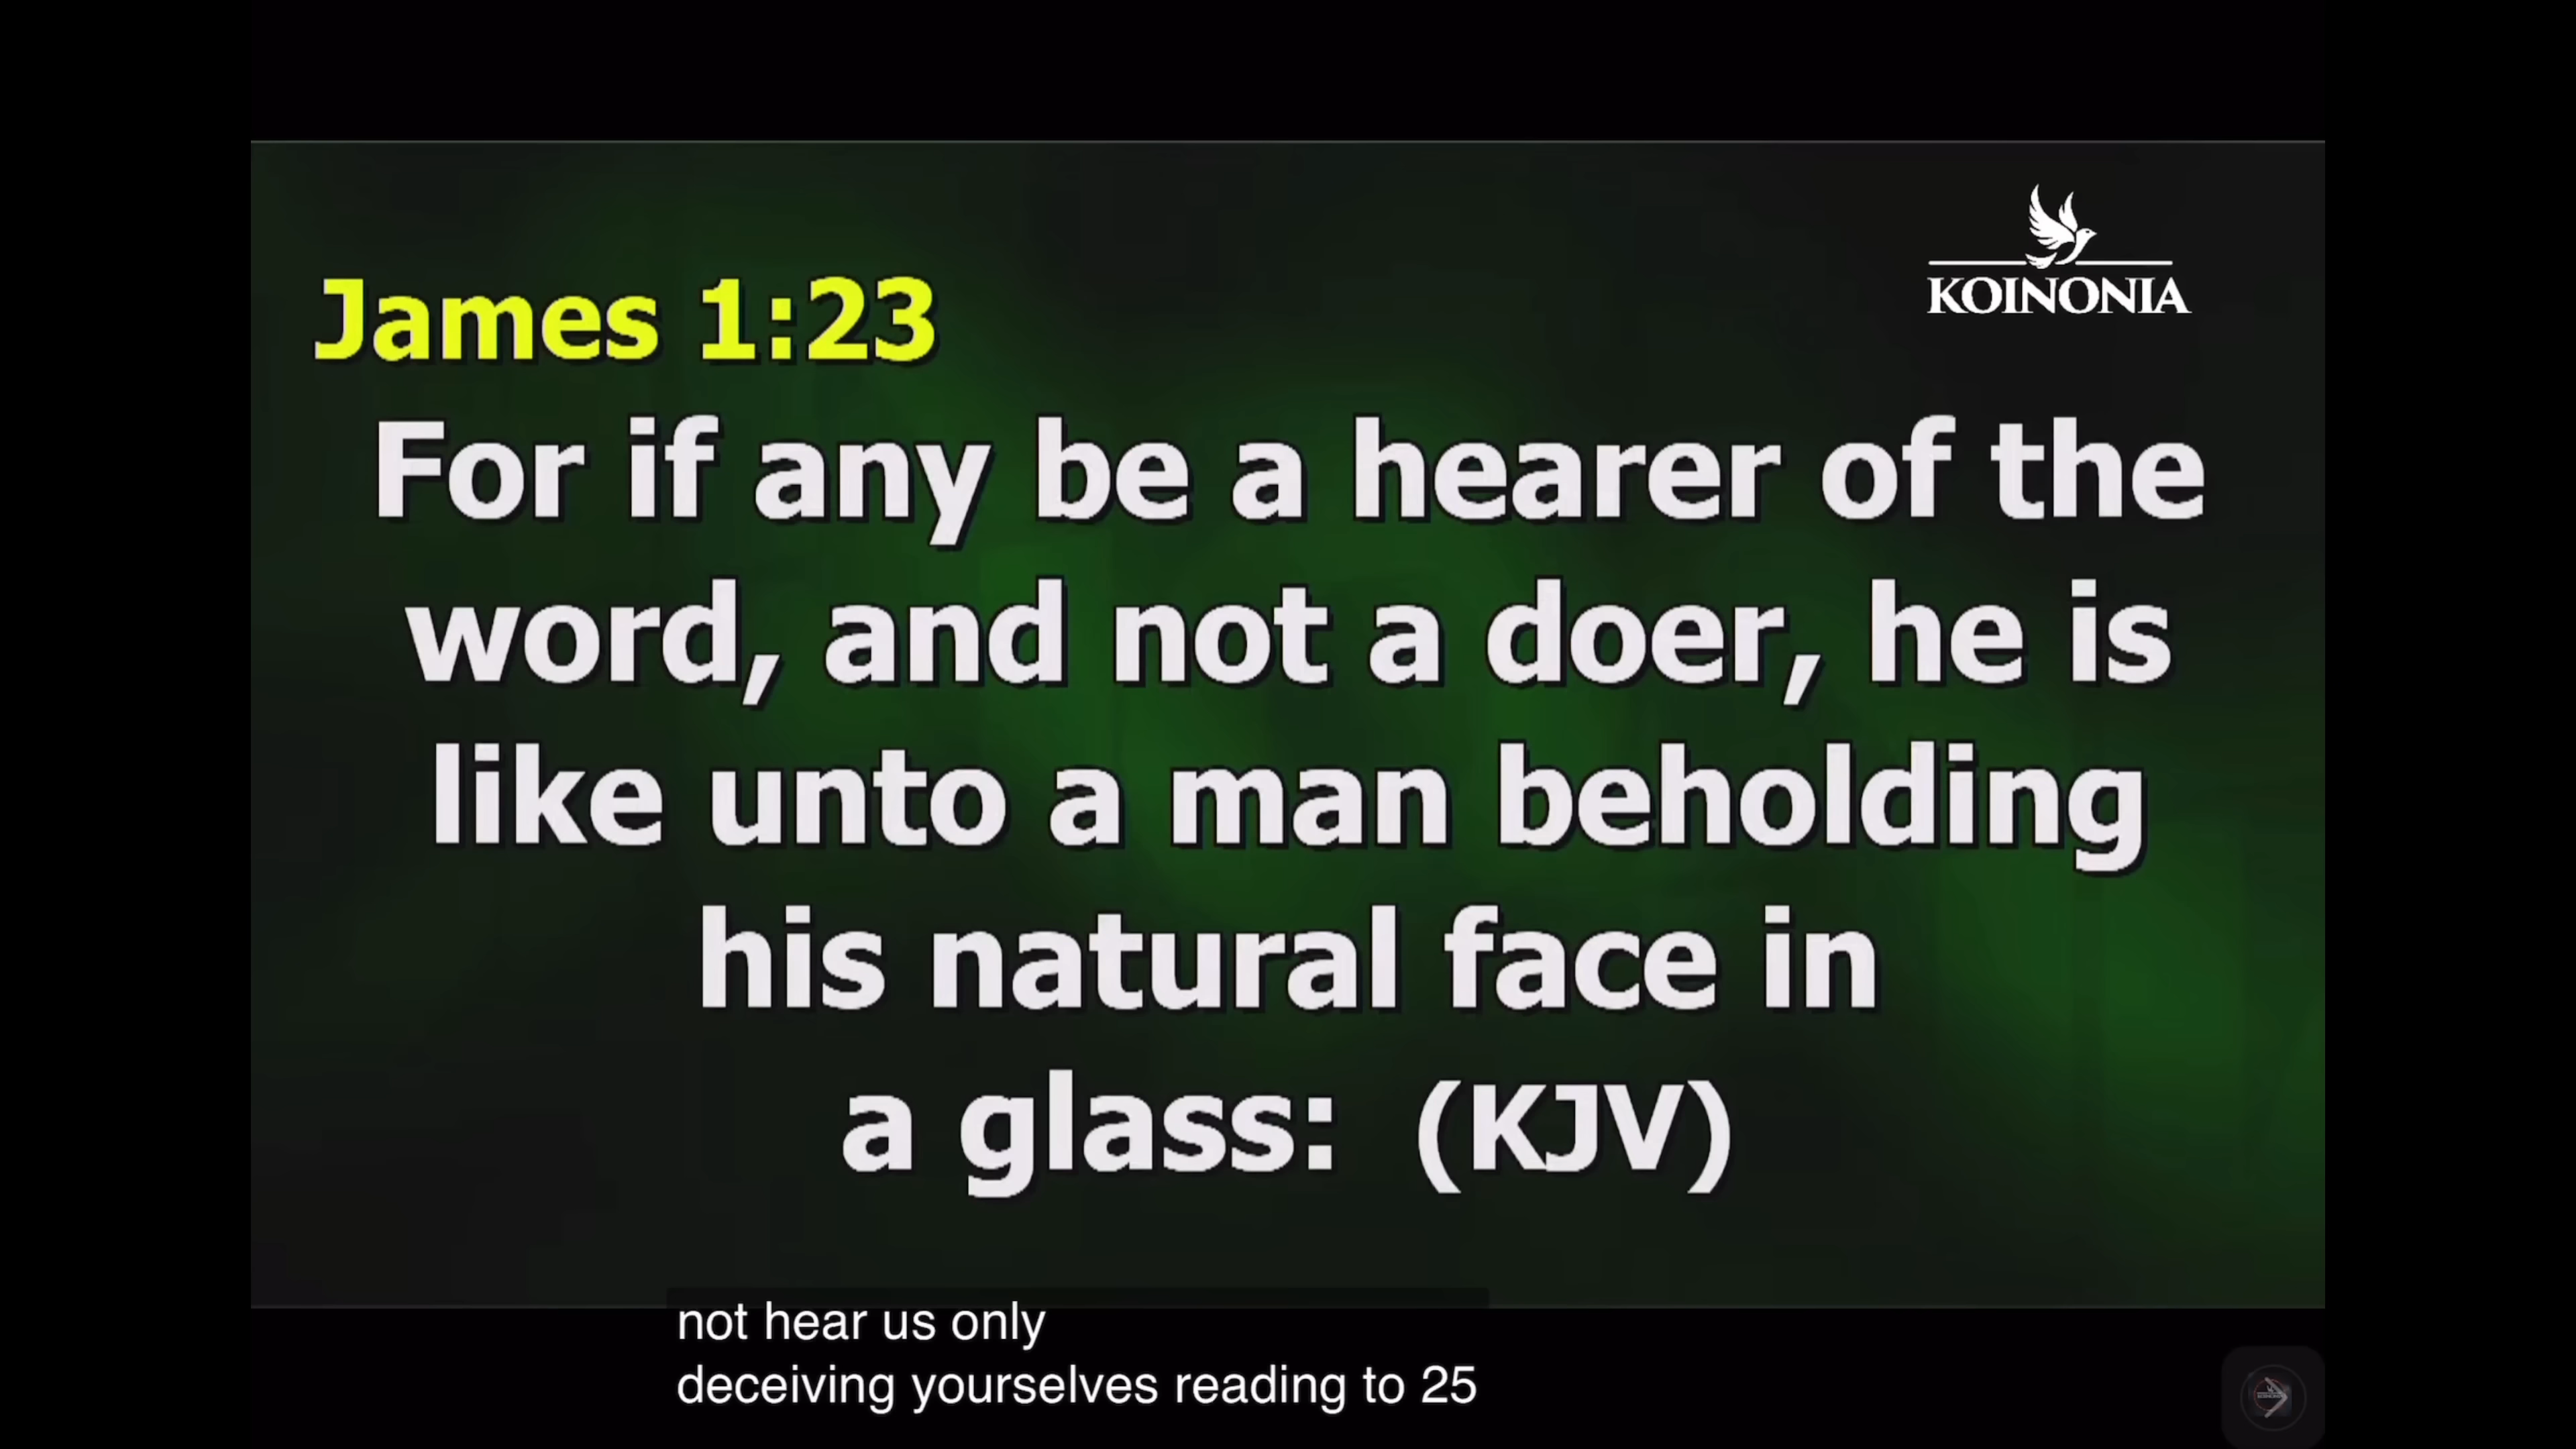 KOINONIA
James 1:23
For if any be a hearer of the
word, and not a doer, he is
like unto a man beholding
his natural face in
a glass: (KJV)
not hear us only
deceiving yourselves reading to 25